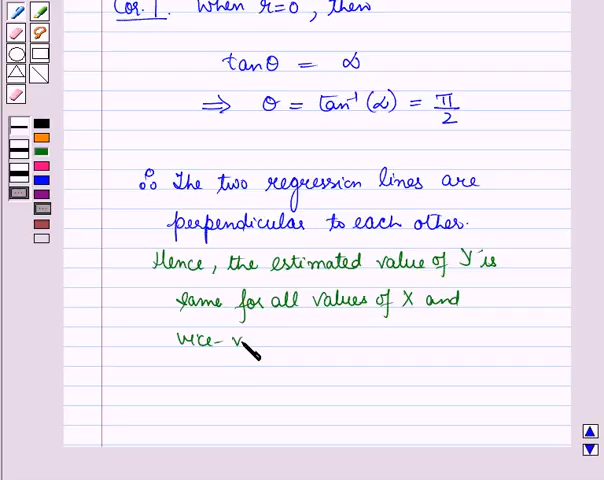 Cor. 1. When r=0, then
tanθ = ∞
⇒ θ = tan⁻¹(∞) = π/2
∴ The two regression lines are
perpendicular to each other.
Hence, the estimated value of Y is
same for all values of X and
vice- v